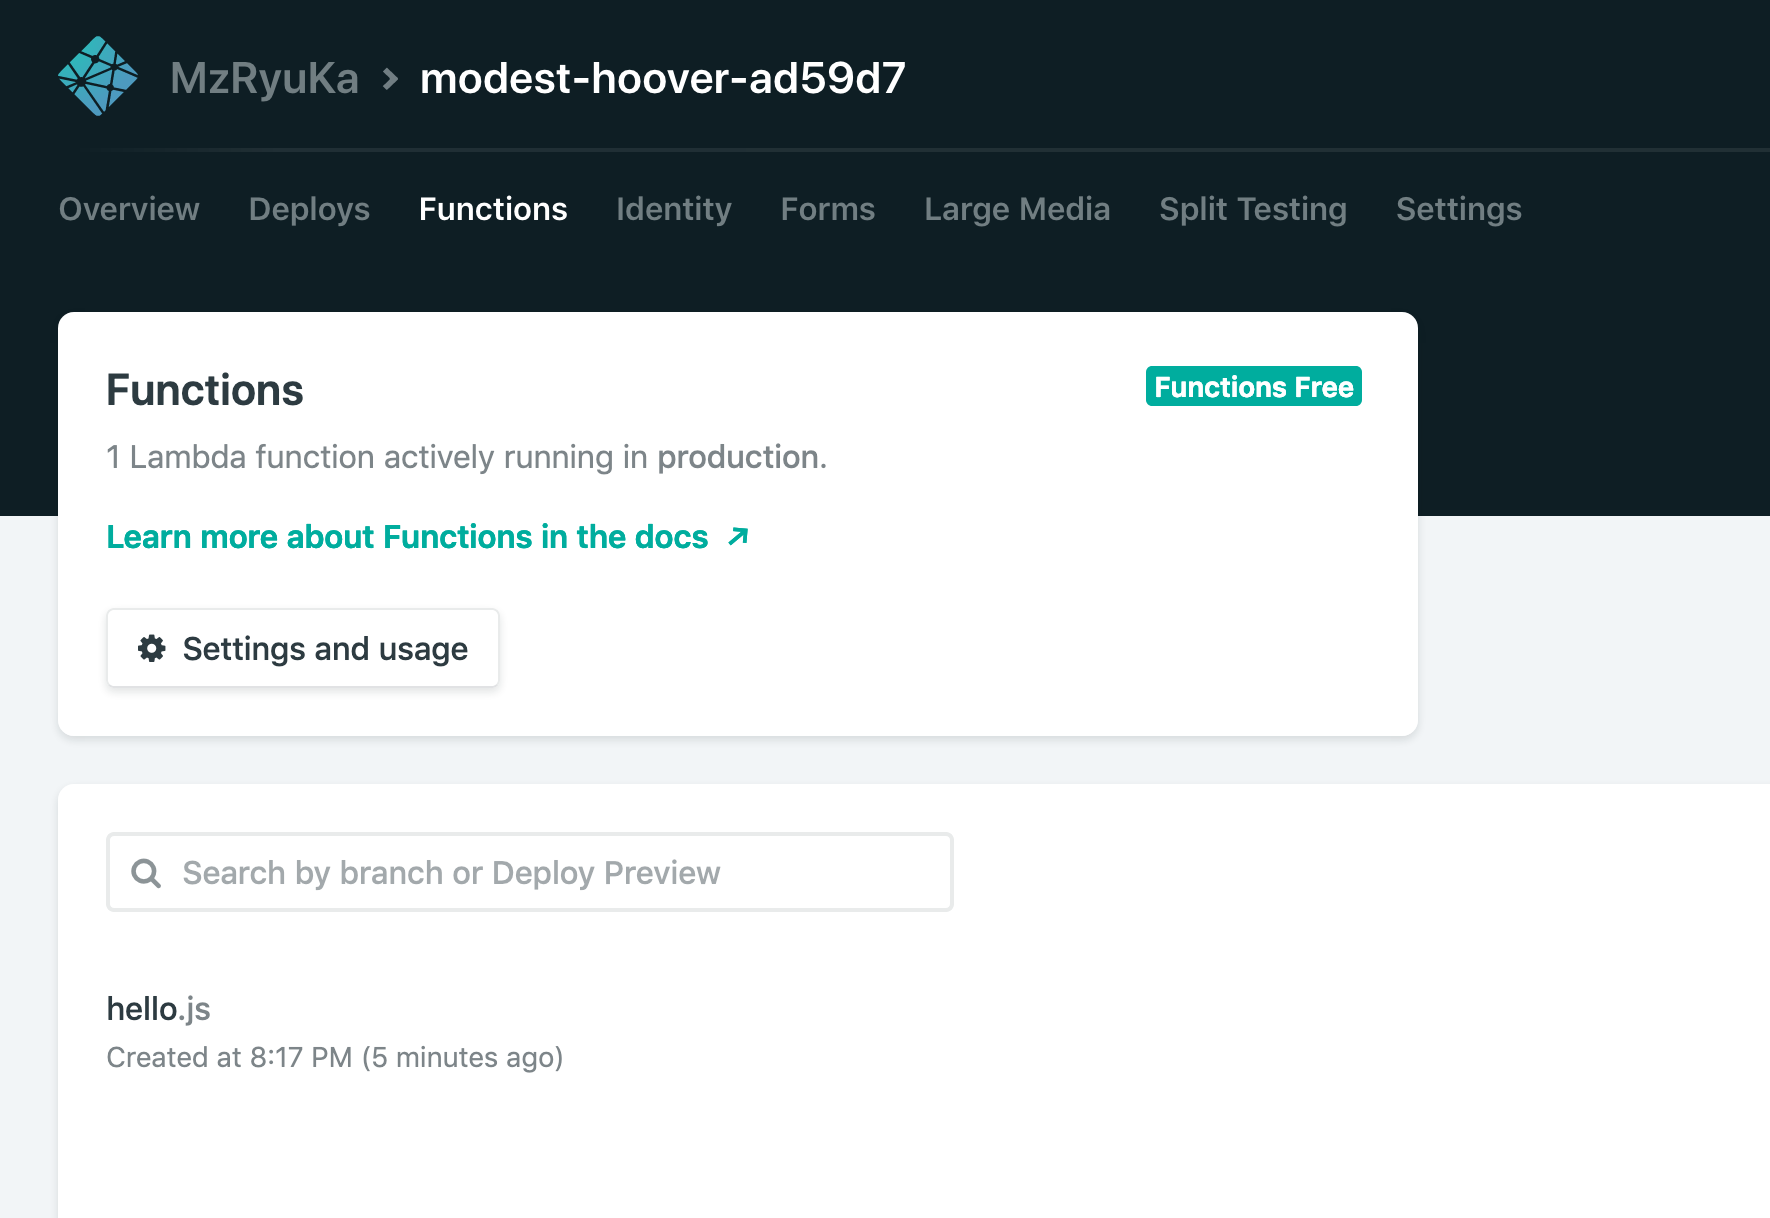 MzRyuKa > modest-hoover-ad59d7
Overview Deploys Functions Identity Forms Large Media Split Testing Settings
Functions
Functions Free
1 Lambda function actively running in production.
Learn more about Functions in the docs
Settings and usage
Search by branch or Deploy Preview
hello.js
Created at 8:17 PM (5 minutes ago)